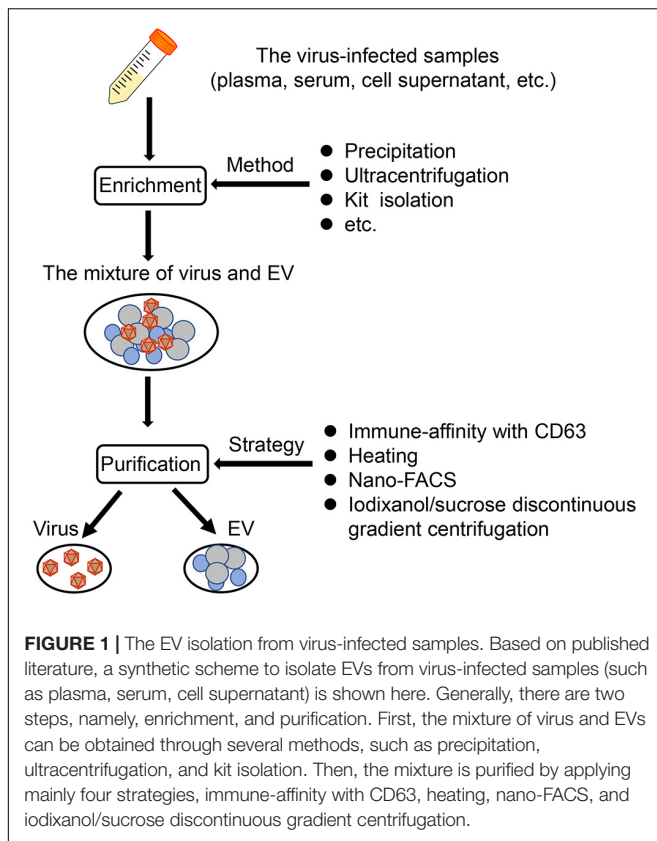 The virus-infected samples
(plasma, serum, cell supernatant, etc.)
Enrichment
Method
● Precipitation
● Ultracentrifugation
● Kit isolation
● etc.
The mixture of virus and EV
Purification
Strategy
● Immune-affinity with CD63
● Heating
● Nano-FACS
● Iodixanol/sucrose discontinuous
gradient centrifugation
Virus
EV
FIGURE 1 | The EV isolation from virus-infected samples. Based on published
literature, a synthetic scheme to isolate EVs from virus-infected samples (such
as plasma, serum, cell supernatant) is shown here. Generally, there are two
steps, namely, enrichment, and purification. First, the mixture of virus and EVs
can be obtained through several methods, such as precipitation,
ultracentrifugation, and kit isolation. Then, the mixture is purified by applying
mainly four strategies, immune-affinity with CD63, heating, nano-FACS, and
iodixanol/sucrose discontinuous gradient centrifugation.